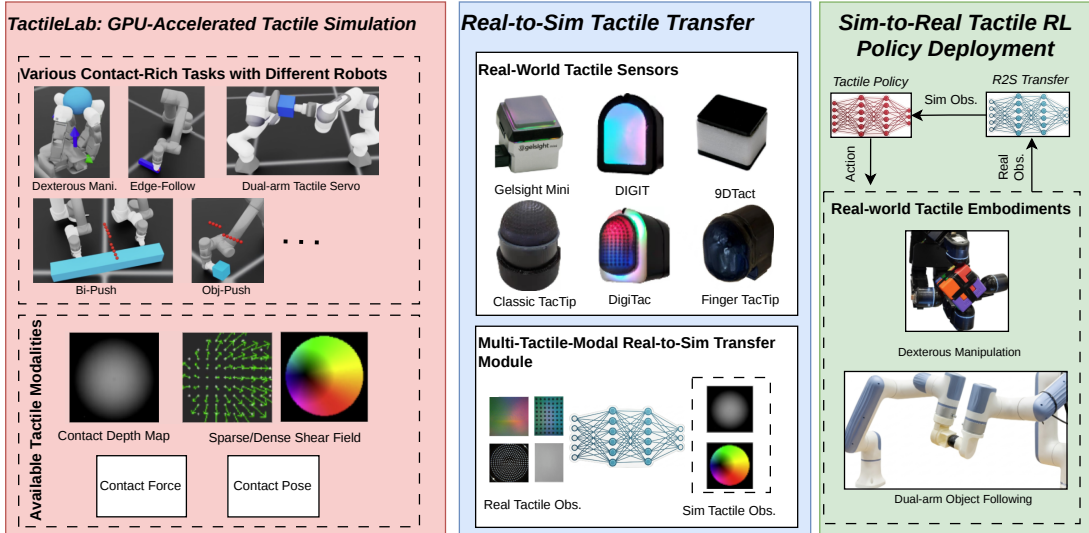 TactileLab: GPU-Accelerated Tactile Simulation
Various Contact-Rich Tasks with Different Robots
Dexterous Mani.
Edge-Follow
Dual-arm Tactile Servo
Bi-Push
Obj-Push
. . .
Available Tactile Modalities
Contact Depth Map
Sparse/Dense Shear Field
Contact Force
Contact Pose
Real-to-Sim Tactile Transfer
Real-World Tactile Sensors
gelsight
Gelsight Mini
DIGIT
9DTact
Classic TacTip
DigiTac
Finger TacTip
Multi-Tactile-Modal Real-to-Sim Transfer
Module
Real Tactile Obs.
Sim Tactile Obs.
Sim-to-Real Tactile RL
Policy Deployment
Tactile Policy
R2S Transfer
Sim Obs.
Action
Real
Obs.
Real-world Tactile Embodiments
Dexterous Manipulation
Dual-arm Object Following